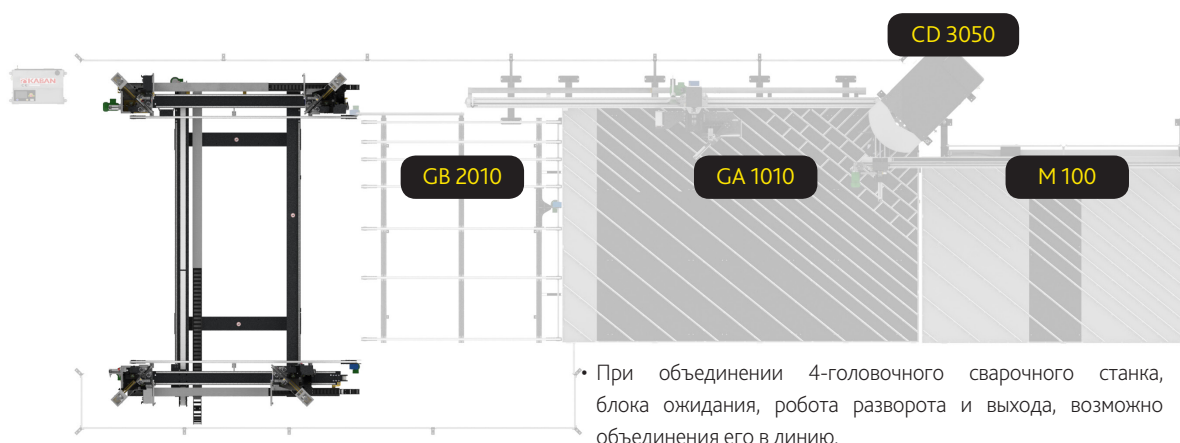 CD 3050
KABAN
GB 2010
GA 1010
M 100
• При объединении 4-головочного сварочного станка,
блока ожидания, робота разворота и выхода, возможно
объединения его в линию.